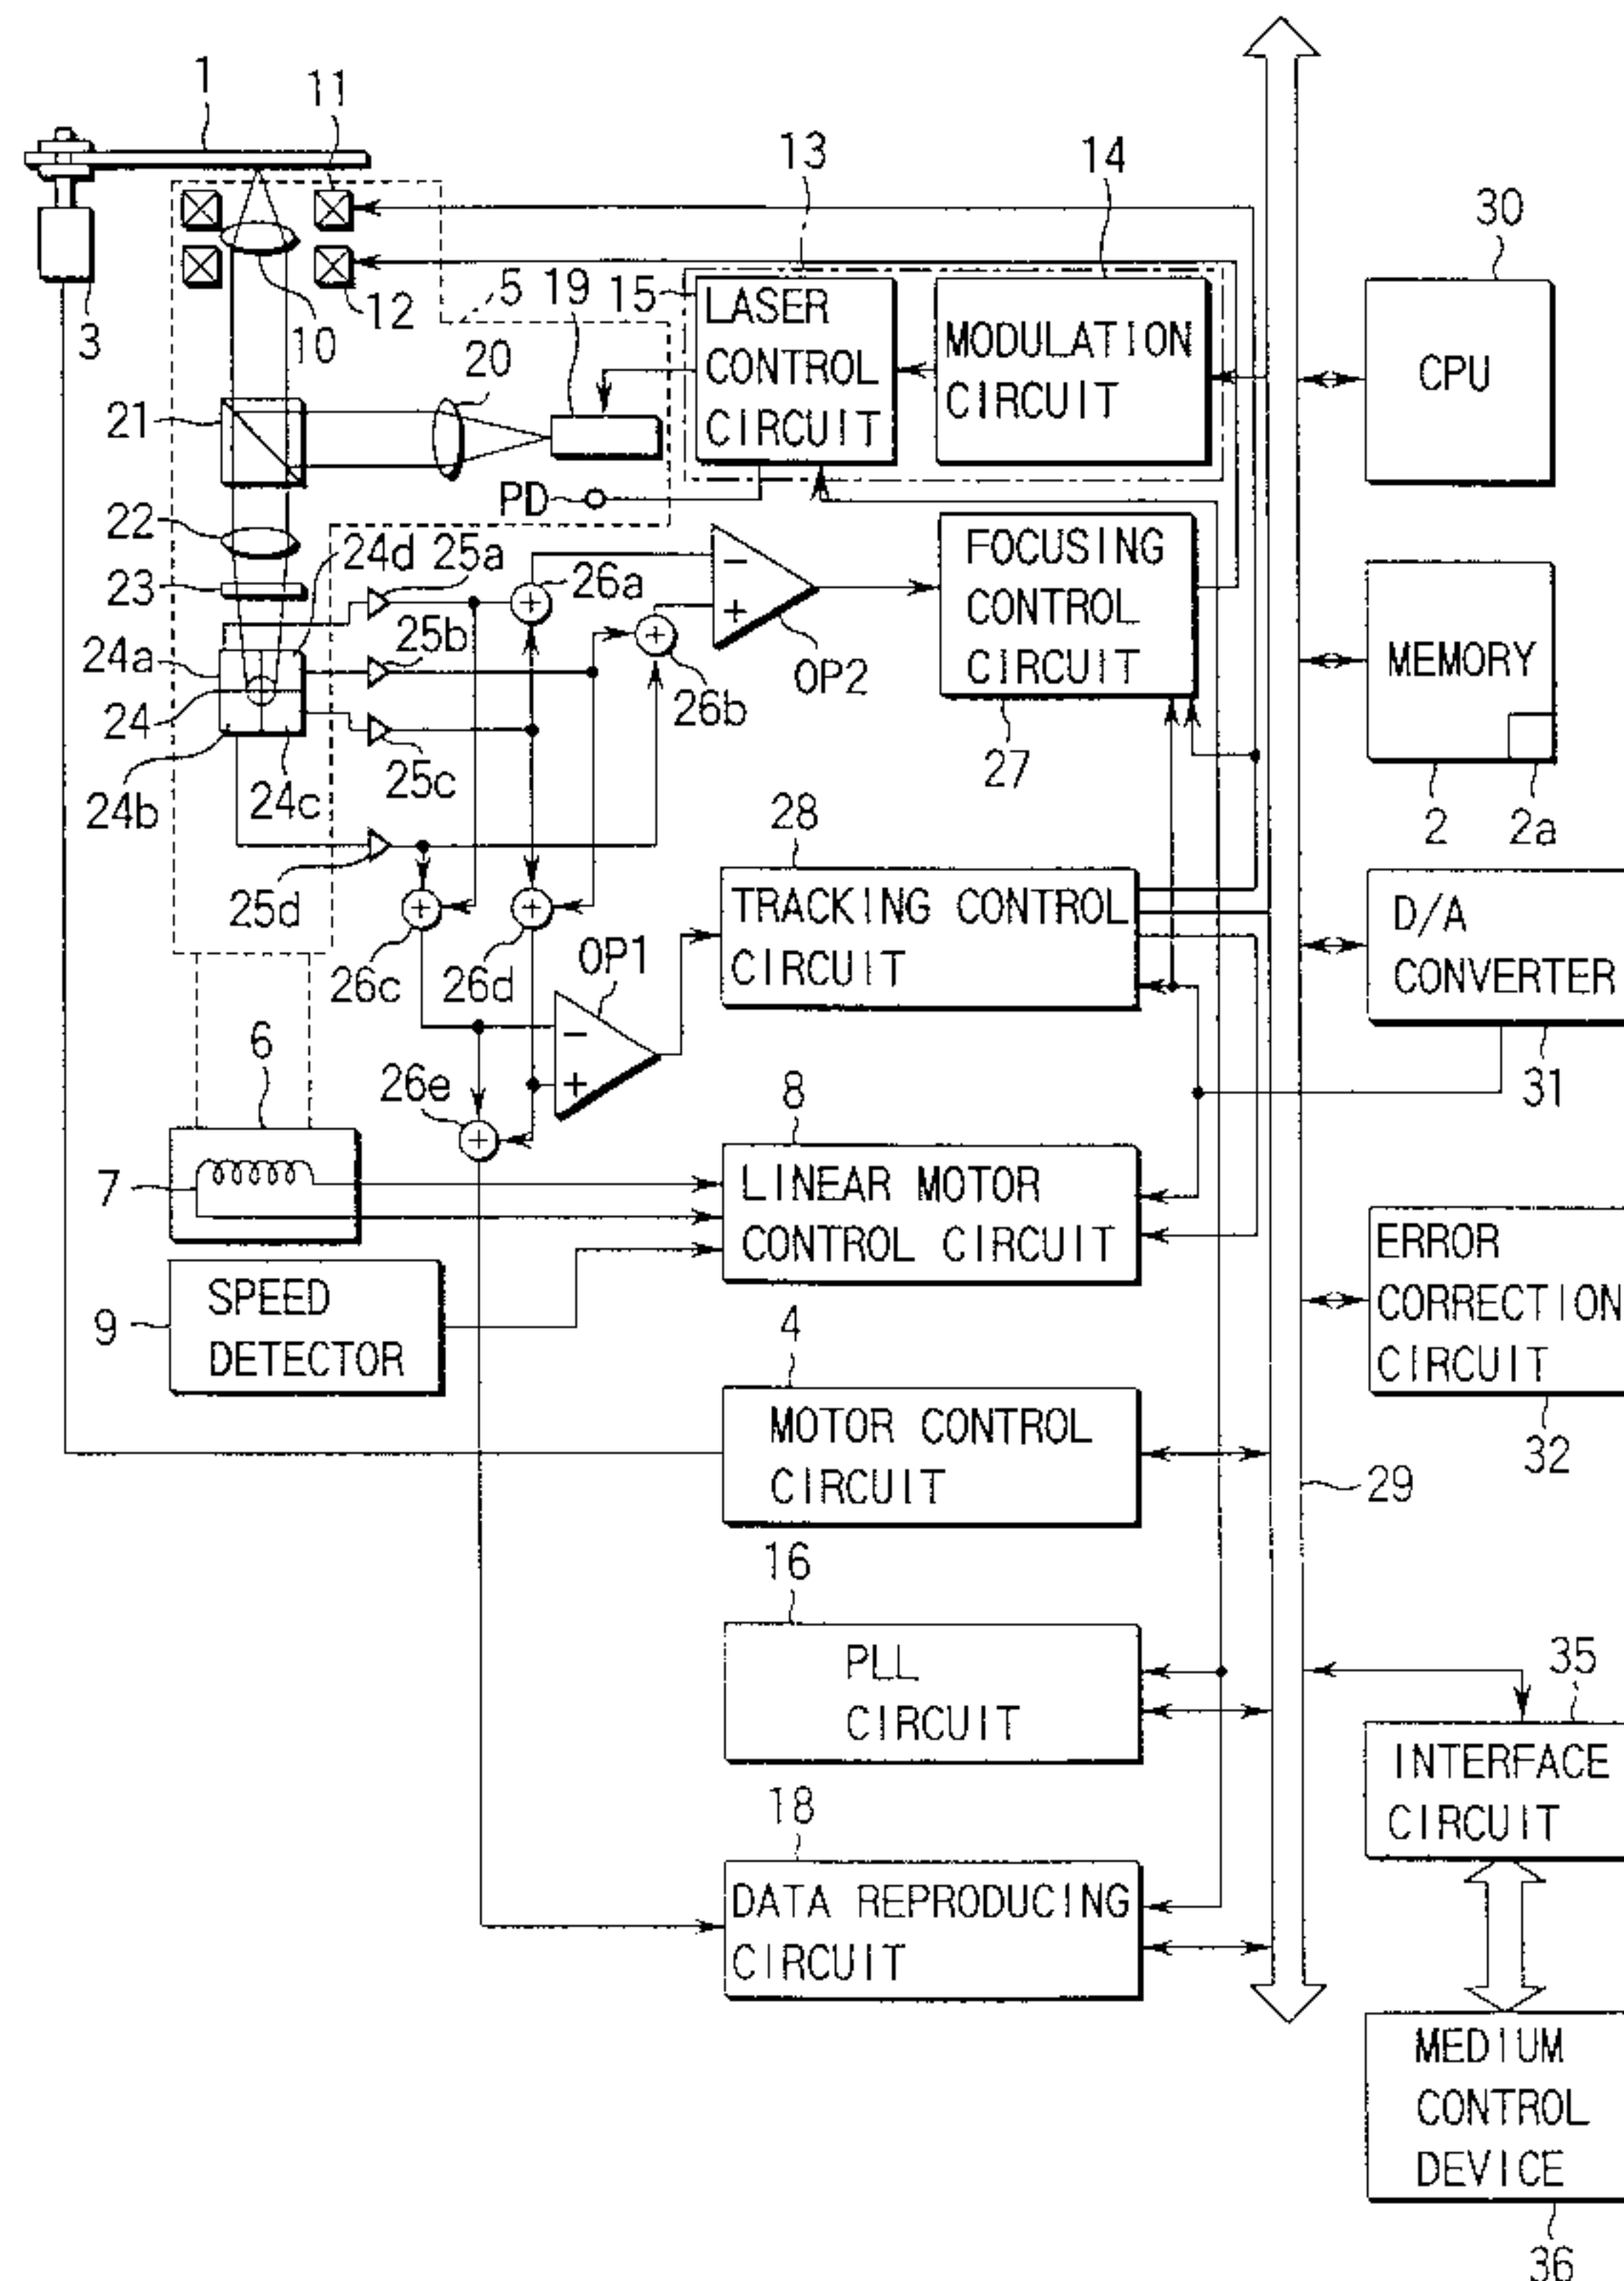 1
11
13
14
30
3
10
12
5
19
15
LASER
CONTROL
CIRCUIT
MODULATION
CIRCUIT
CPU
20
21
PD
22
24d
25a
26a
23
25b
24a
24
24b
24c
25c
26b
OP2
FOCUSING
CONTROL
CIRCUIT
27
MEMORY
2
2a
28
25d
TRACKING CONTROL
CIRCUIT
D/A
CONVERTER
31
26c
26d
OP1
6
26e
8
7
LINEAR MOTOR
CONTROL CIRCUIT
ERROR
CORRECTION
CIRCUIT
32
SPEED
DETECTOR
9
4
MOTOR CONTROL
CIRCUIT
29
16
PLL
CIRCUIT
35
INTERFACE
CIRCUIT
18
DATA REPRODUCING
CIRCUIT
MEDIUM
CONTROL
DEVICE
36